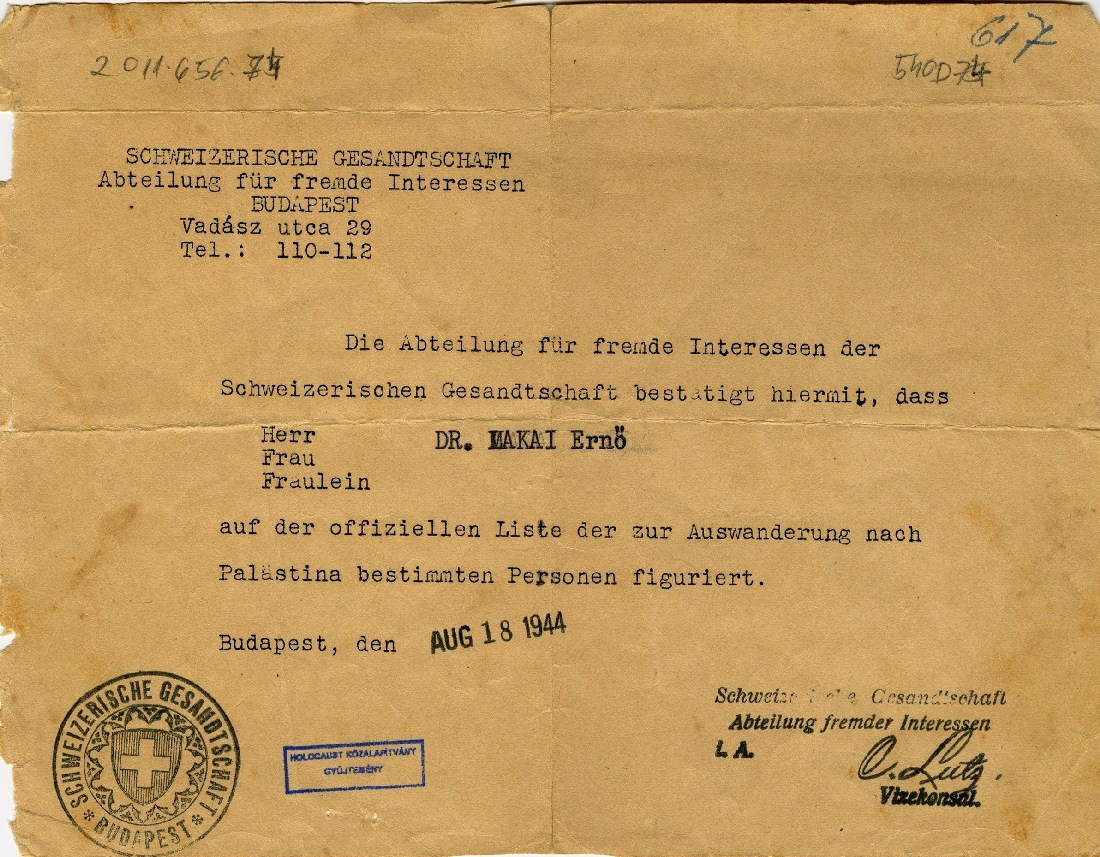 617
2011.656.
SCHWEIZERISCHE GESANDTSCHAFT
Abteilung für fremde Interessen
BUDAPEST
Vadász utca 29
Tel.: 110-112
Die Abteilung für fremde Interessen der
Schweizerischen Gesandtschaft bestätigt hiermit, dass
Herr DR. MAKAI Ernö
Frau
Fraulein
auf der offiziellen Liste der zur Auswanderung nach
Palästina bestimmten Personen figuriert.
Budapest, den AUG 18 1944
Schweizerische Gesandtschaft
Abteilung fremder Interessen
I. A.
C. Lutz.
Vizekonsul.
SCHWEIZERISCHE GESANDTSCHAFT
* BUDAPEST *
HOLOCAUST KÖZALAPÍTVÁNY
GYŰJTEMÉNY